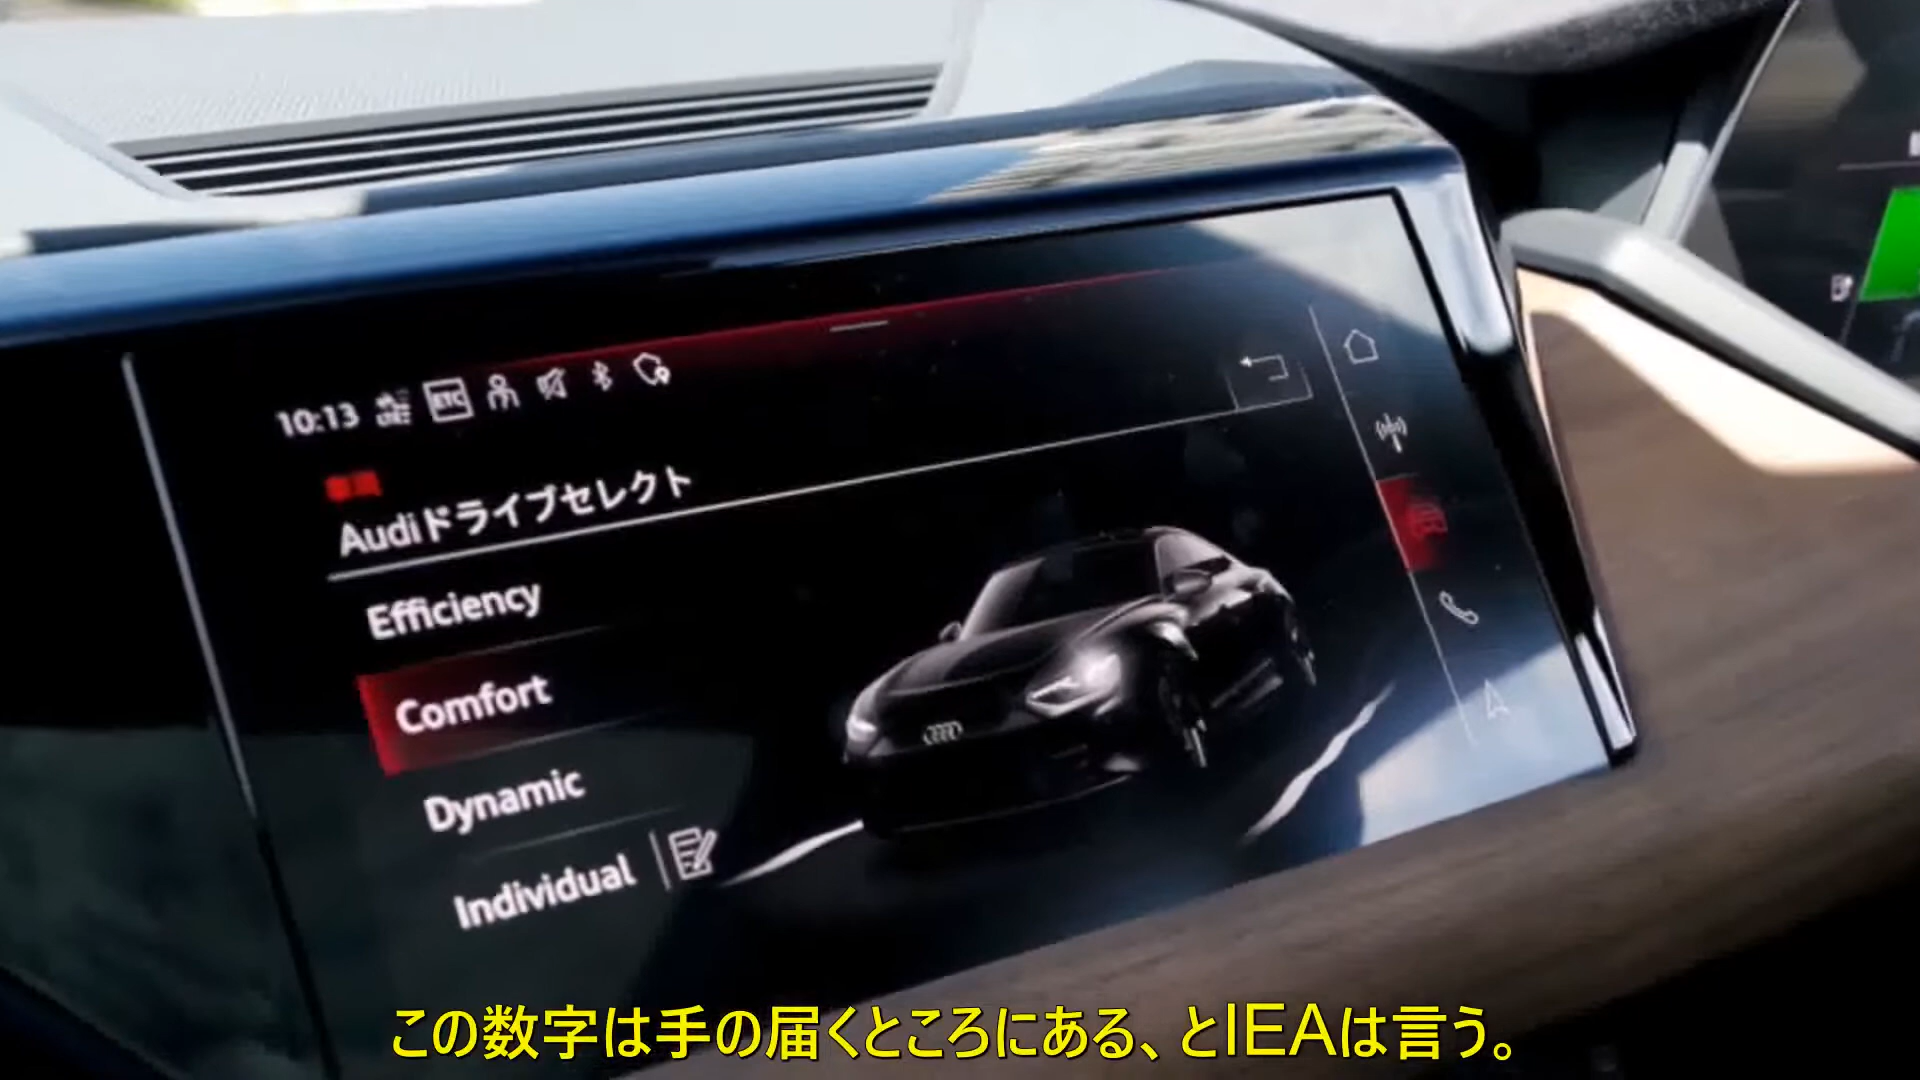 10:13
ETC
Audiドライブセレクト
Efficiency
Comfort
Dynamic
Individual
この数字は手の届くところにある、とIEAは言う。